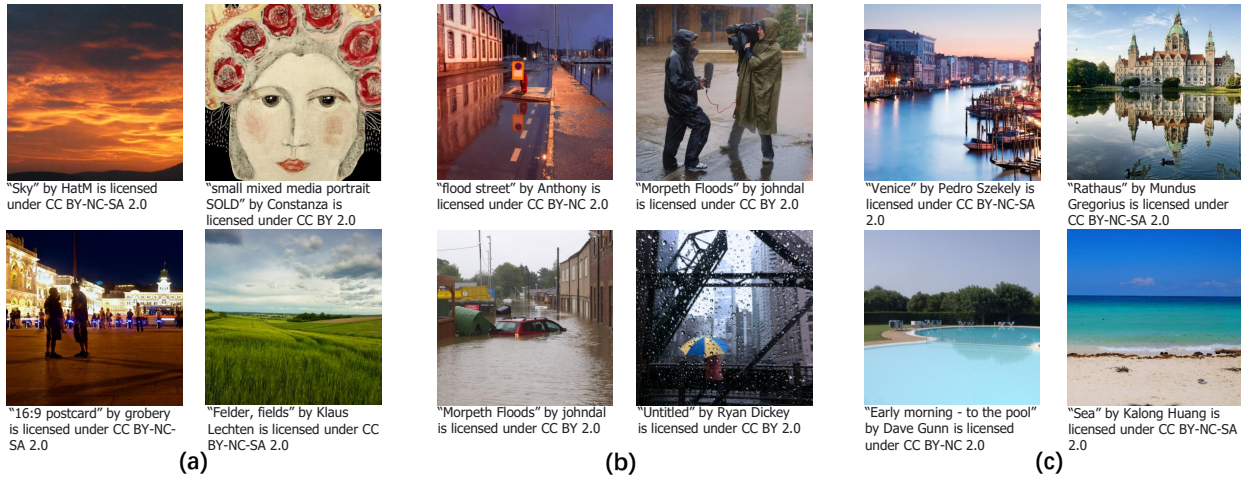 “Sky” by HatM is licensed
under CC BY-NC-SA 2.0
“small mixed media portrait
SOLD” by Constanza is
licensed under CC BY 2.0
“flood street” by Anthony is
licensed under CC BY-NC 2.0
“Morpeth Floods” by johndal
is licensed under CC BY 2.0
“Venice” by Pedro Szekely is
licensed under CC BY-NC-SA
2.0
“Rathaus” by Mundus
Gregorius is licensed under
CC BY-NC-SA 2.0
“16:9 postcard” by grobery
is licensed under CC BY-NC-
SA 2.0
“Felder, fields” by Klaus
Lechten is licensed under CC
BY-NC-SA 2.0
“Morpeth Floods” by johndal
is licensed under CC BY 2.0
“Untitled” by Ryan Dickey
is licensed under CC BY 2.0
“Early morning - to the pool”
by Dave Gunn is licensed
under CC BY-NC 2.0
“Sea” by Kalong Huang is
licensed under CC BY-NC-SA
2.0
(a)
(b)
(c)